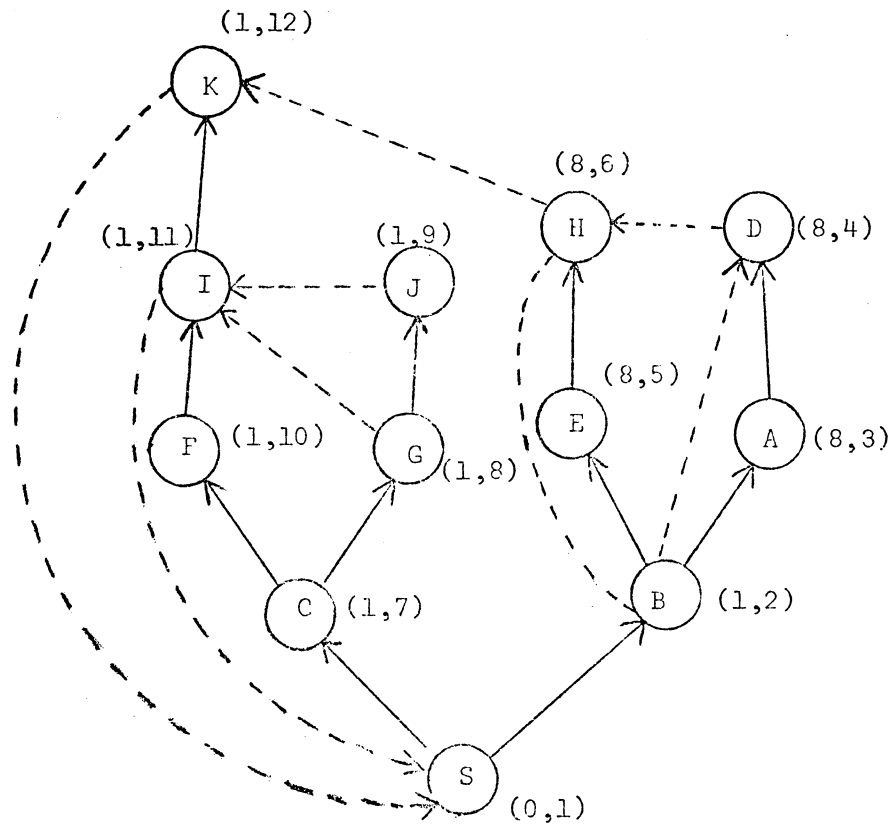 (1,12)
K
(8,6)
H
D
(8,4)
(1,11)
(1,9)
I
J
(8,5)
E
A
(8,3)
F
(1,10)
G
(1,8)
C
(1,7)
B
(1,2)
S
(0,1)